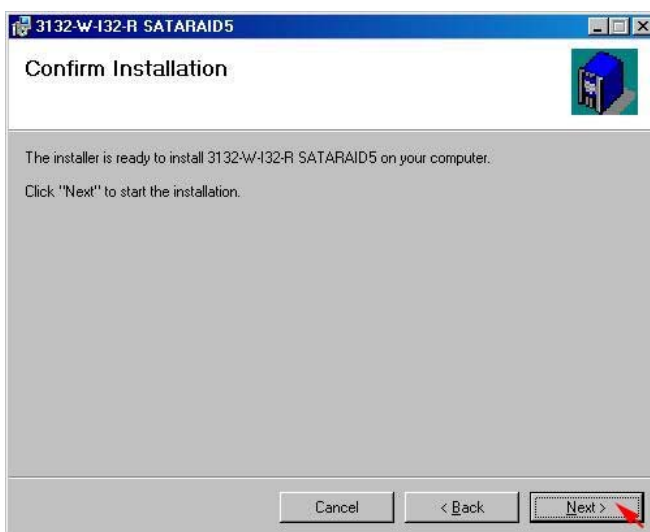 3132-W-I32-R SATARAID5
Confirm Installation
The installer is ready to install 3132-W-I32-R SATARAID5 on your computer.
Click "Next" to start the installation.
Cancel
< Back
Next >